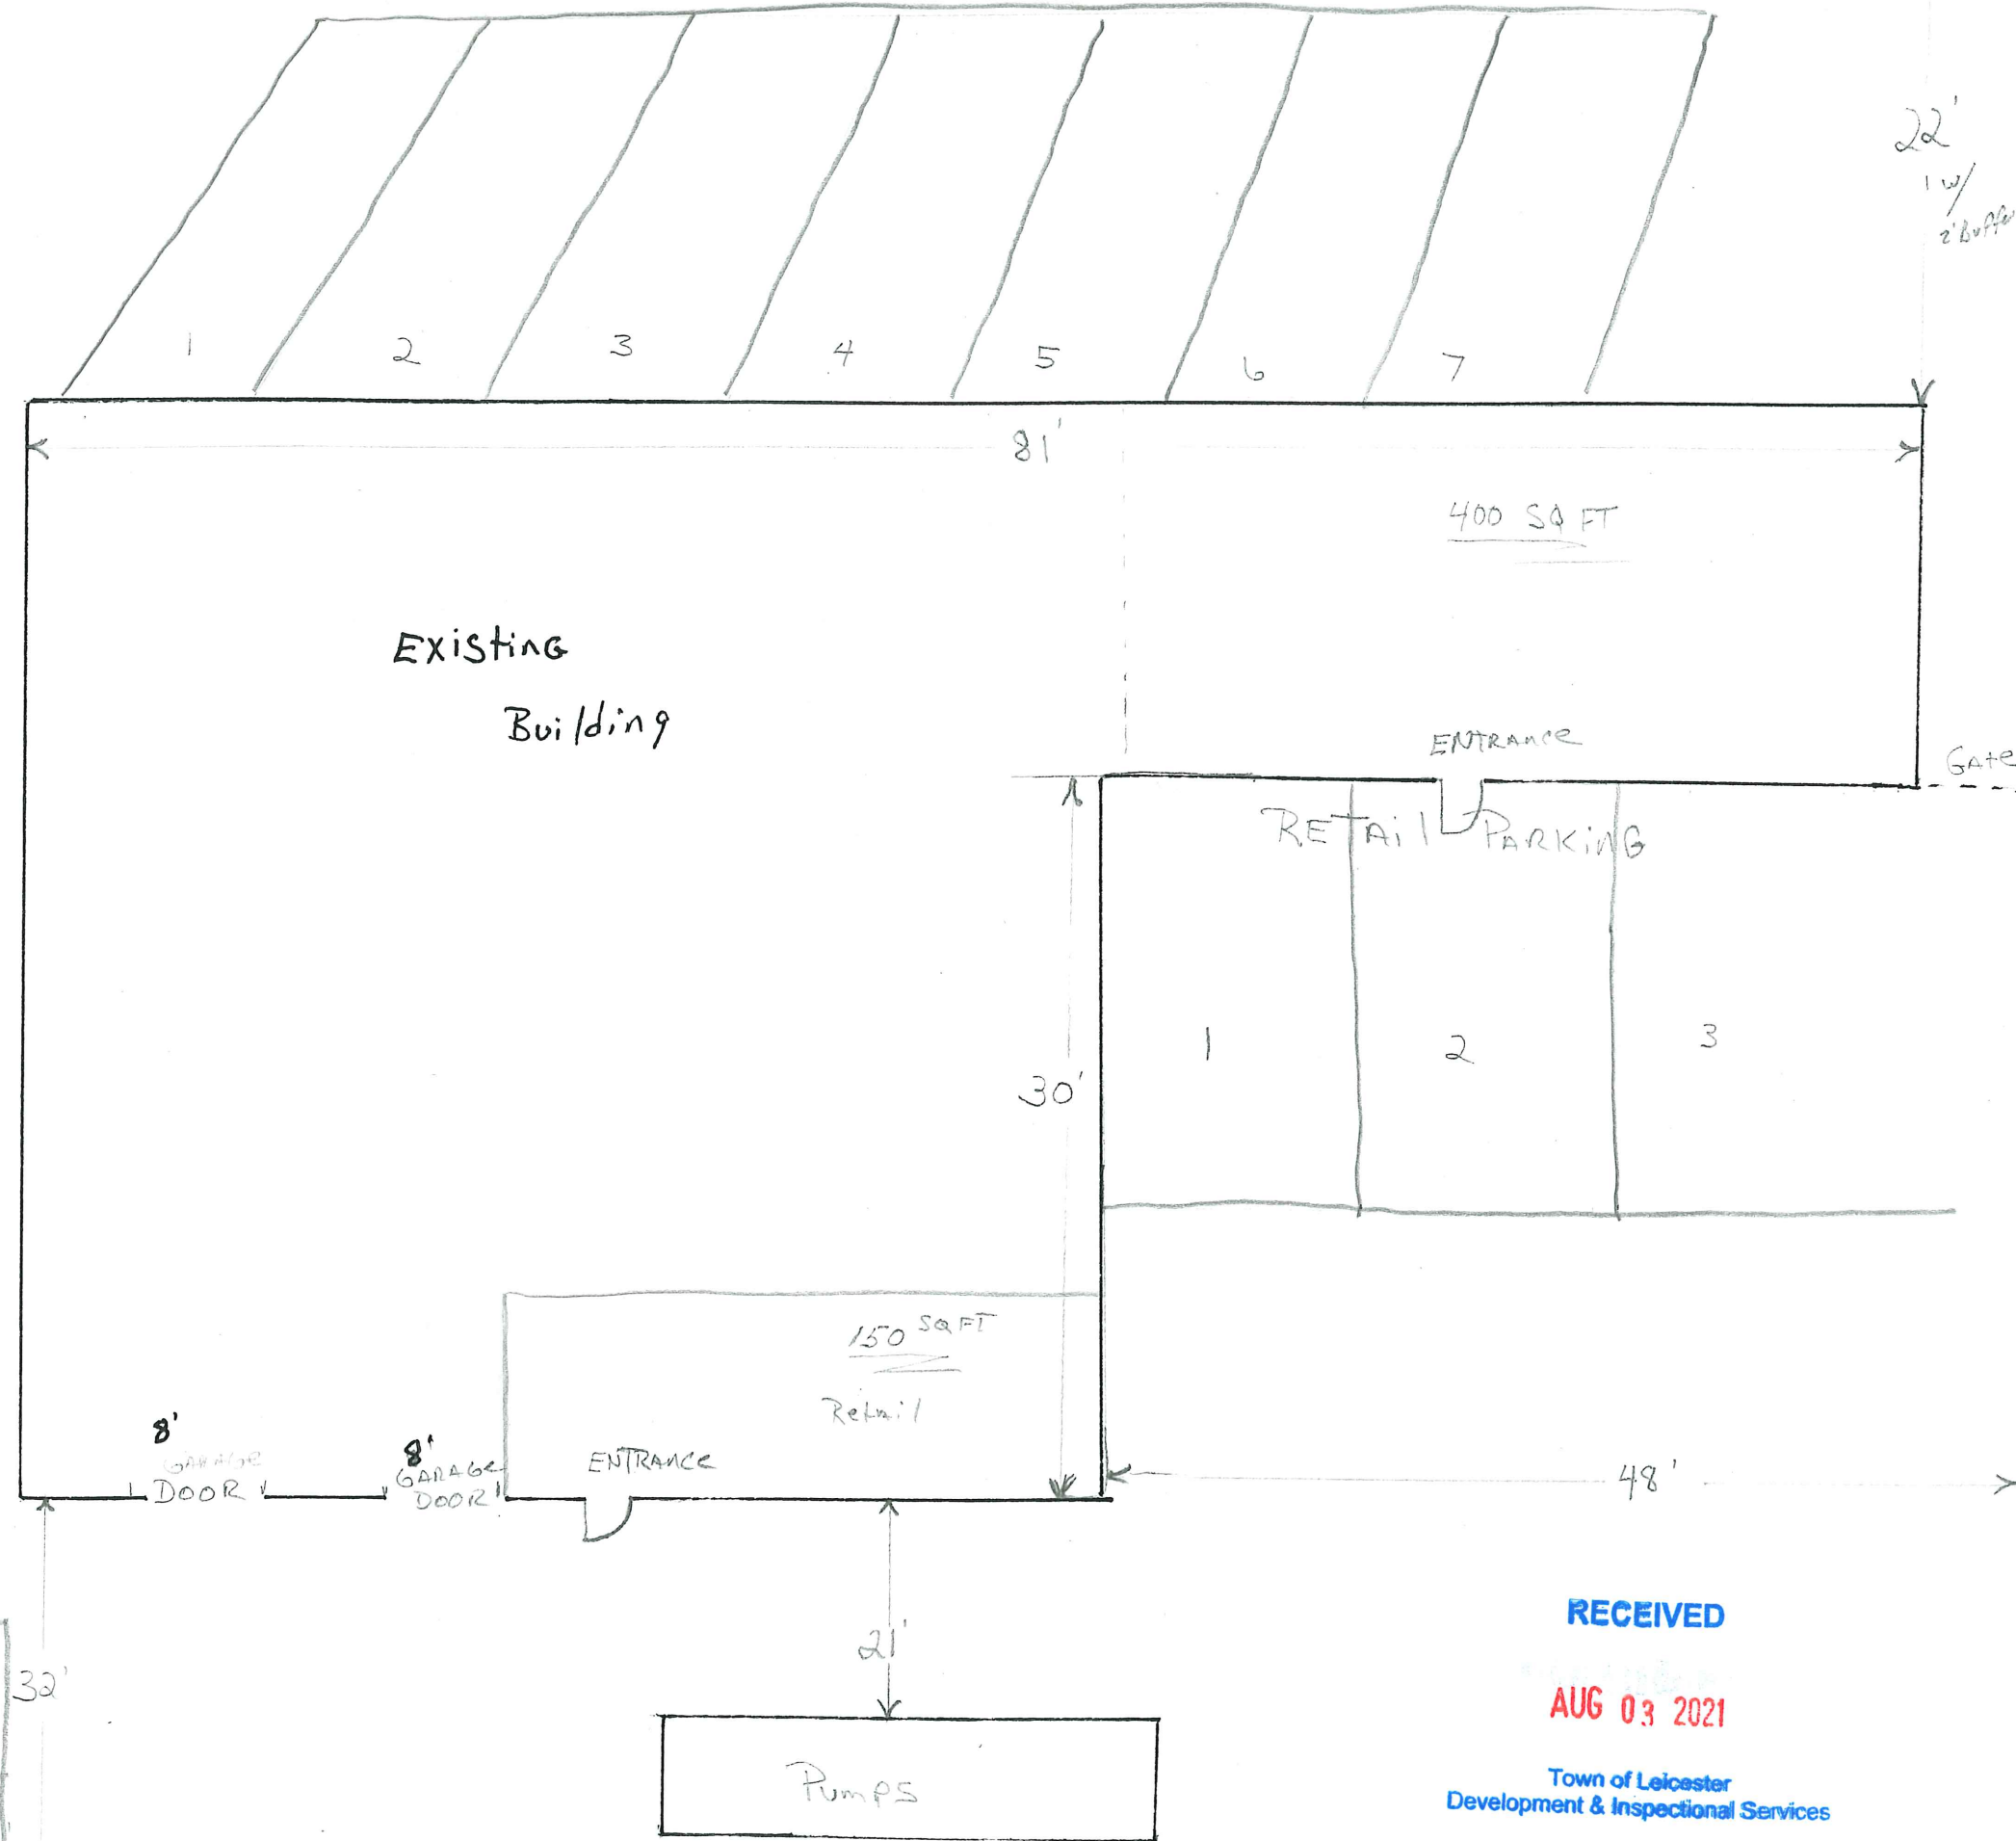 22'
1 w/
2' Buffer
1 2 3 4 5 6 7
81'
400 SQ FT
Existing
Building
ENTRANCE
Gate
RETAil PARKiNG
1 2 3
30'
150 SQ FT
Retail
8'
GARAGE
DOOR
8'
GARAGE
DOOR
ENTRANCE
48'
21'
32'
Pumps
RECEIVED
AUG 03 2021
Town of Leicester
Development & Inspectional Services